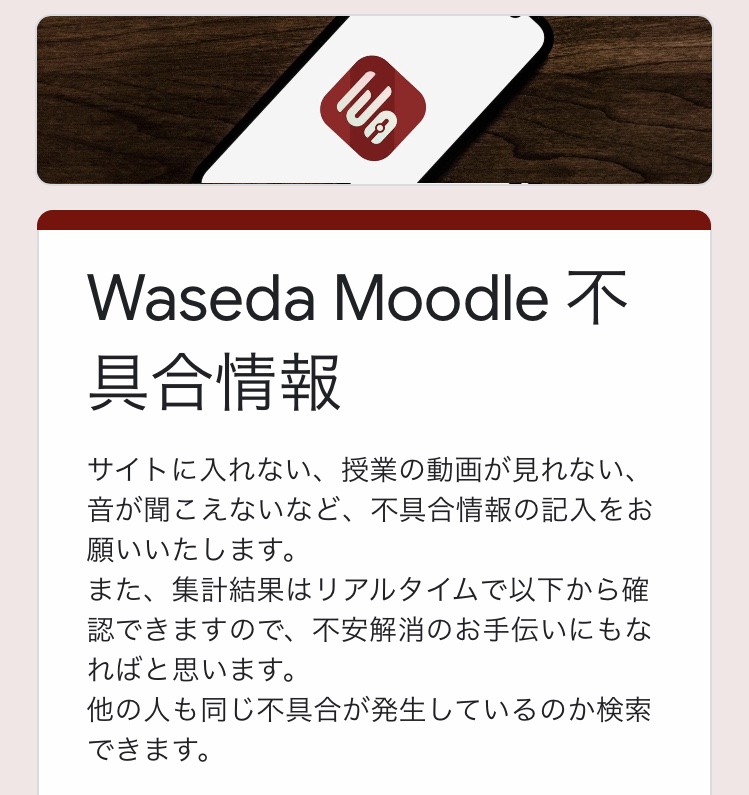 Waseda Moodle 不
具合情報
サイトに入れない、授業の動画が見れない、
音が聞こえないなど、不具合情報の記入をお
願いいたします。
また、集計結果はリアルタイムで以下から確
認できますので、不安解消のお手伝いにもな
ればと思います。
他の人も同じ不具合が発生しているのか検索
できます。